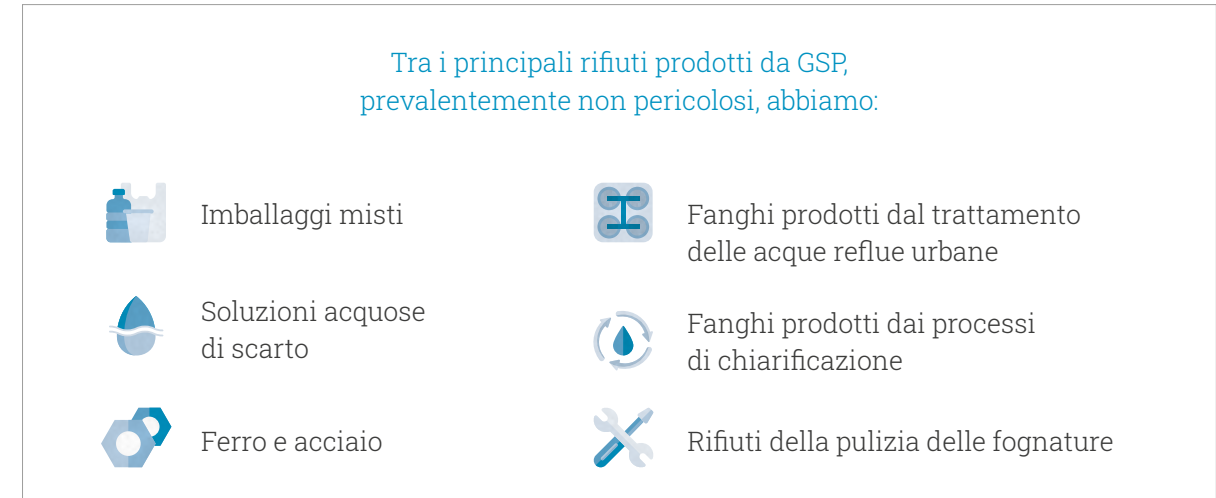 Tra i principali rifiuti prodotti da GSP,
prevalentemente non pericolosi, abbiamo:
Imballaggi misti
Soluzioni acquose
di scarto
Ferro e acciaio
Fanghi prodotti dal trattamento
delle acque reflue urbane
Fanghi prodotti dai processi
di chiarificazione
Rifiuti della pulizia delle fognature